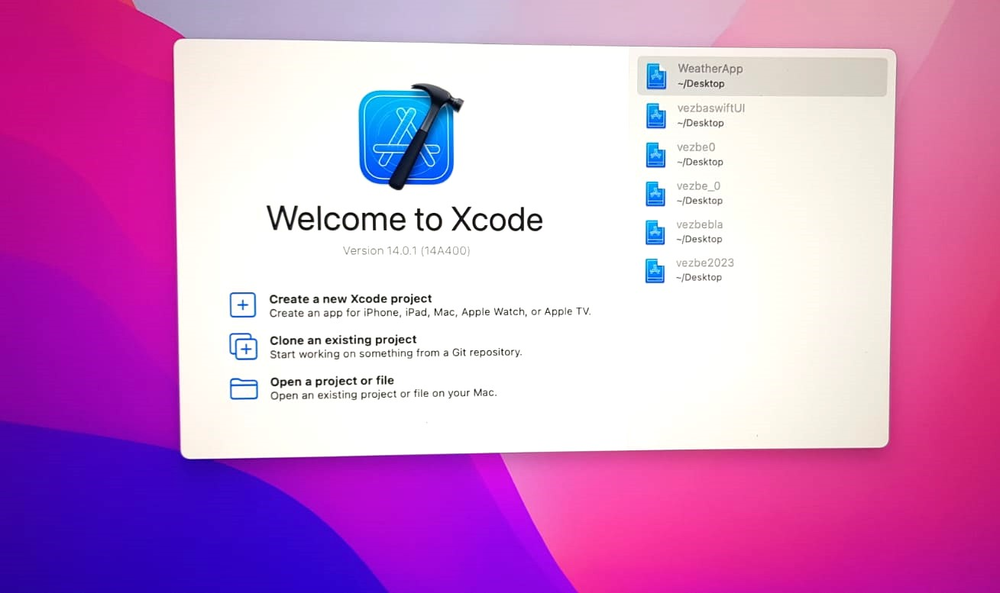 Welcome to Xcode
Version 14.0.1 (14A400)
Create a new Xcode project
Create an app for iPhone, iPad, Mac, Apple Watch, or Apple TV.
Clone an existing project
Start working on something from a Git repository.
Open a project or file
Open an existing project or file on your Mac.
WeatherApp
~/Desktop
vezbaswiftUI
~/Desktop
vezbe0
~/Desktop
vezbe_0
~/Desktop
vezbebla
~/Desktop
vezbe2023
~/Desktop